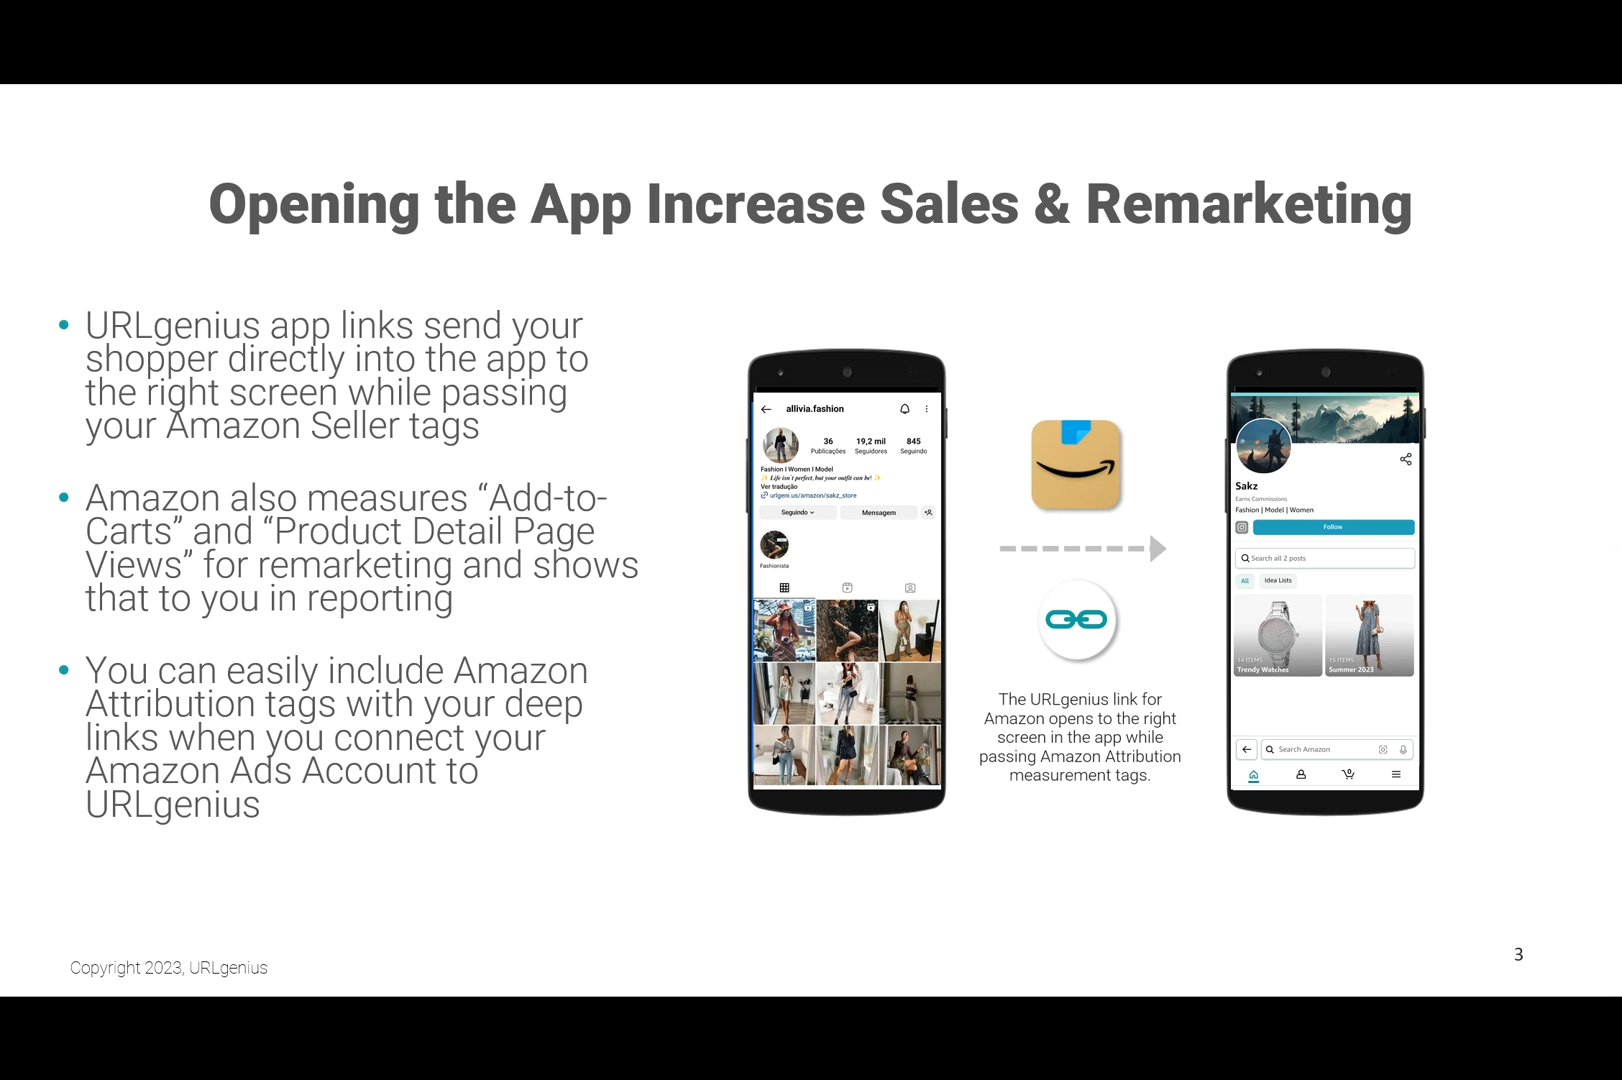 Opening the App Increase Sales & Remarketing
• URLgenius app links send your
shopper directly into the app to
the right screen while passing
your Amazon Seller tags
• Amazon also measures “Add-to-
Carts” and “Product Detail Page
Views” for remarketing and shows
that to you in reporting
• You can easily include Amazon
Attribution tags with your deep
links when you connect your
Amazon Ads Account to
URLgenius
allivia.fashion
36 19,2 mil 845
Publicações Seguidores Seguindo
Fashion I Women I Model
✨ Life isn't perfect, but your outfit can be! ✨
Ver tradução
urlgeni.us/amazon/sakz_store
Seguindo Mensagem
Fashionista
The URLgenius link for
Amazon opens to the right
screen in the app while
passing Amazon Attribution
measurement tags.
Sakz
Earns Commissions
Fashion | Model | Women
Follow
Search all 2 posts
All Idea Lists
14 ITEMS 15 ITEMS
Trendy Watches Summer 2023
Search Amazon
0
Copyright 2023, URLgenius
3